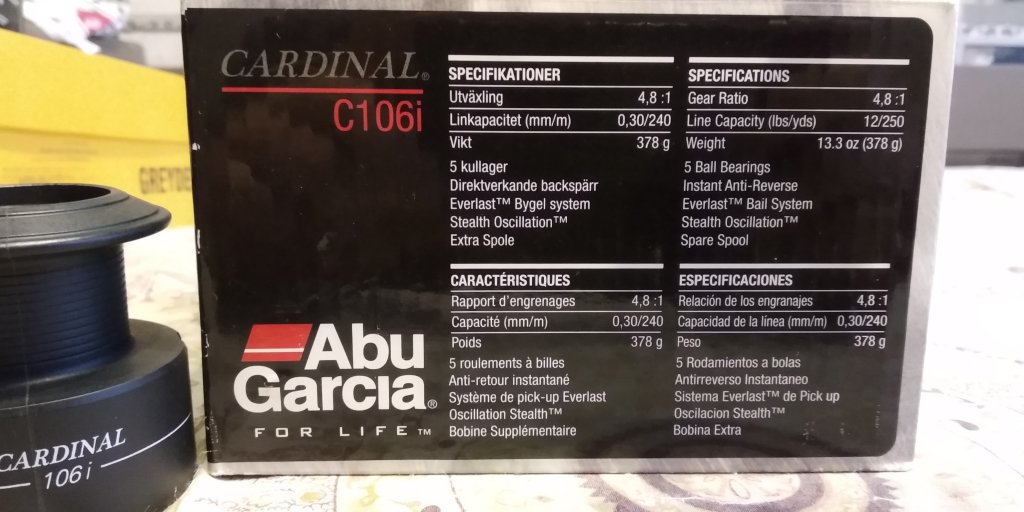 CARDINAL®
C106i
SPECIFIKATIONER
Utväxling 4,8 :1
Linkapacitet (mm/m) 0,30/240
Vikt 378 g
5 kullager
Direktverkande backspärr
Everlast™ Bygel system
Stealth Oscillation™
Extra Spole
SPECIFICATIONS
Gear Ratio 4,8 :1
Line Capacity (lbs/yds) 12/250
Weight 13.3 oz (378 g)
5 Ball Bearings
Instant Anti-Reverse
Everlast™ Bail System
Stealth Oscillation™
Spare Spool
CARACTÉRISTIQUES
Rapport d'engrenages 4,8 :1
Capacité (mm/m) 0,30/240
Poids 378 g
5 roulements à billes
Anti-retour instantané
Système de pick-up Everlast
Oscillation Stealth™
Bobine Supplémentaire
ESPECIFICACIONES
Relación de los engranajes 4,8 :1
Capacidad de la línea (mm/m) 0,30/240
Peso 378 g
5 Rodamientos a bolas
Antirreverso Instantaneo
Sistema Everlast™ de Pick up
Oscilacion Stealth™
Bobina Extra
Abu
Garcia®
FOR LIFE™
CARDINAL
106 i